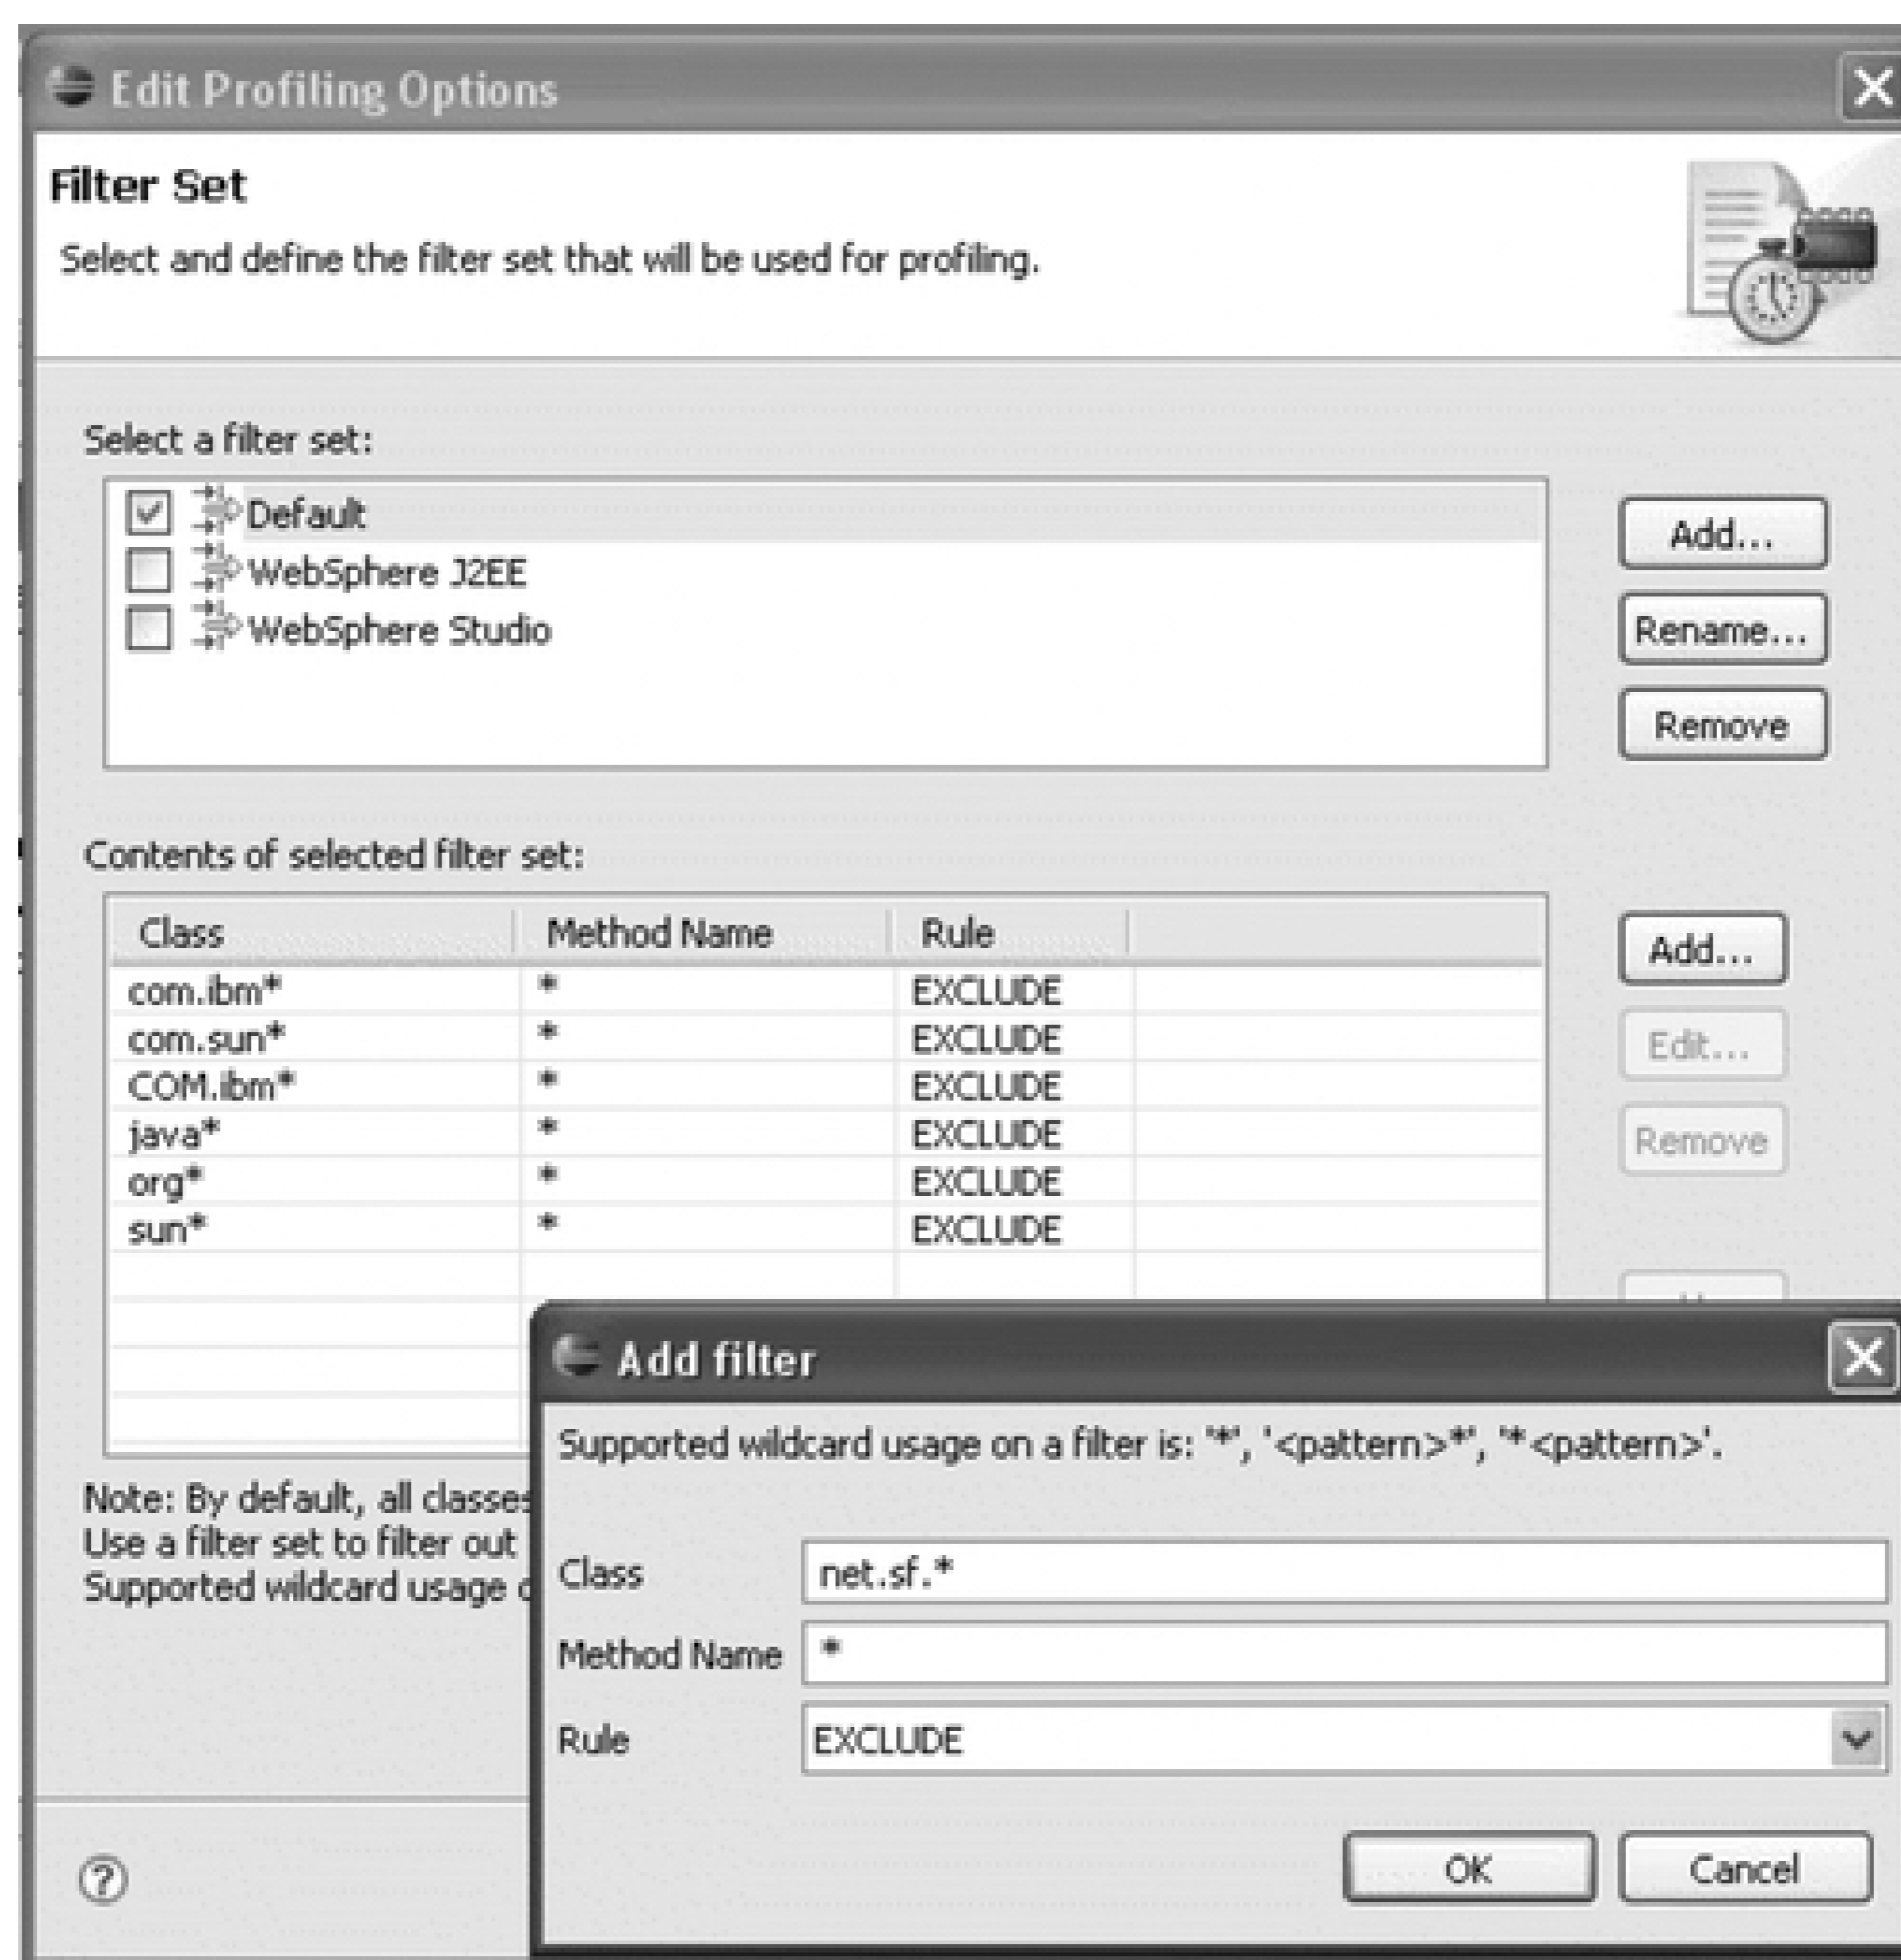 Edit Profiling Options
Filter Set
Select and define the filter set that will be used for profiling.
Select a filter set:
Default
WebSphere J2EE
WebSphere Studio
Add...
Rename...
Remove
Contents of selected filter set:
Class Method Name Rule
com.ibm* * EXCLUDE
com.sun* * EXCLUDE
COM.ibm* * EXCLUDE
java* * EXCLUDE
org* * EXCLUDE
sun* * EXCLUDE
Add...
Edit...
Remove
Note: By default, all classes
Use a filter set to filter out
Supported wildcard usage
Add filter
Supported wildcard usage on a filter is: '*', '<pattern>*', '*<pattern>'.
Class net.sf.*
Method Name *
Rule EXCLUDE
OK Cancel
?